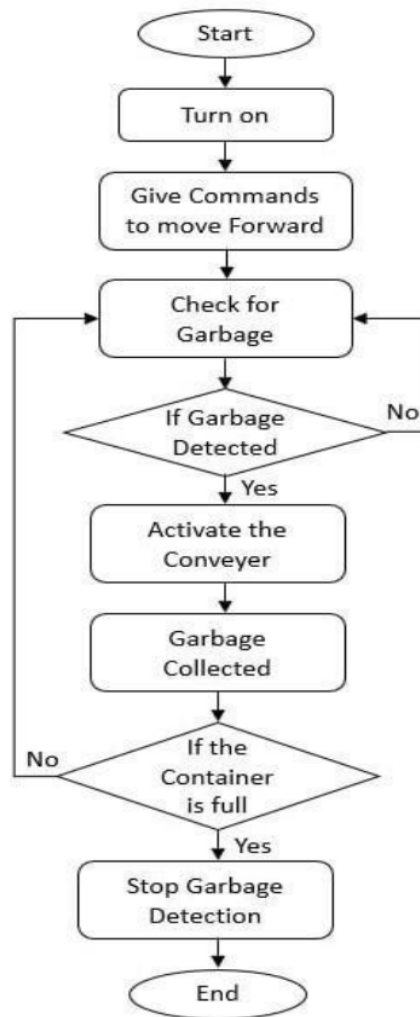 Start
Turn on
Give Commands
to move Forward
Check for
Garbage
If Garbage
Detected
No
Yes
Activate the
Conveyer
Garbage
Collected
If the
Container
is full
No
Yes
Stop Garbage
Detection
End